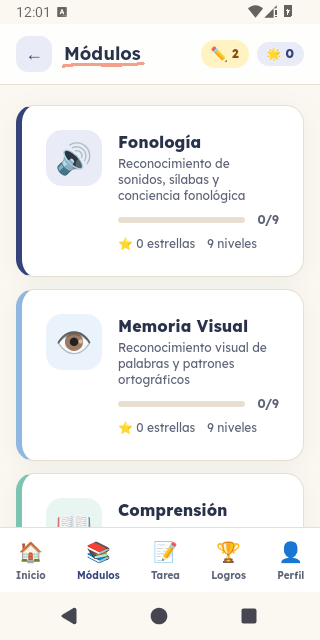 12:01
Módulos
2
0
Fonología
Reconocimiento de
sonidos, sílabas y
conciencia fonológica
0/9
0 estrellas 9 niveles
Memoria Visual
Reconocimiento visual de
palabras y patrones
ortográficos
0/9
0 estrellas 9 niveles
Comprensión
Inicio Módulos Tarea Logros Perfil